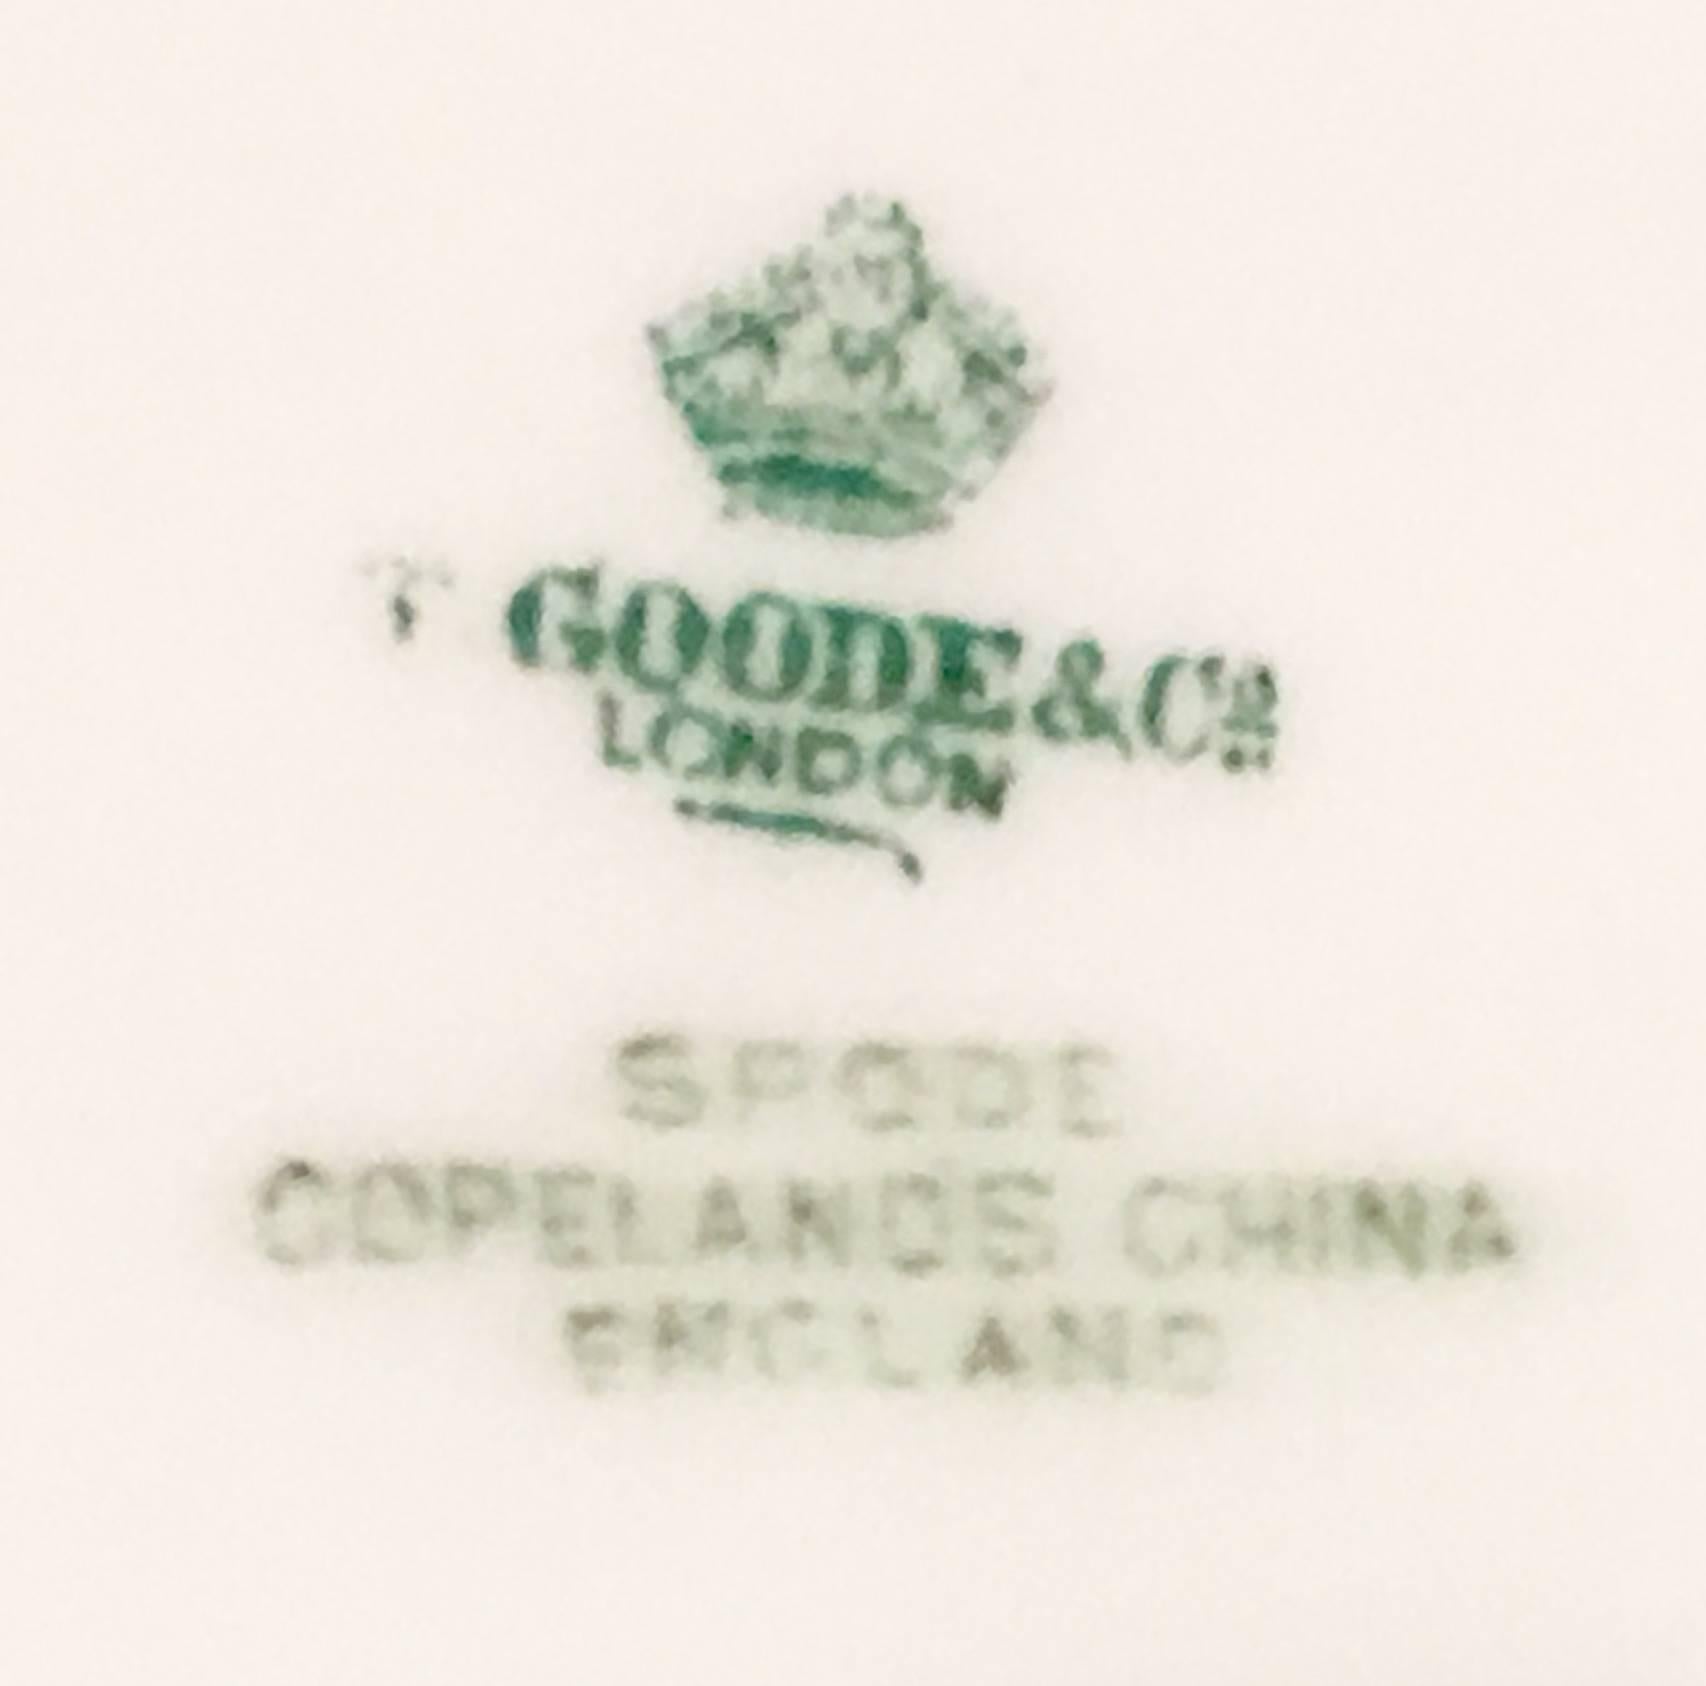 T GOODE & Co
LONDON
SPODE
COPELANDS CHINA
ENGLAND